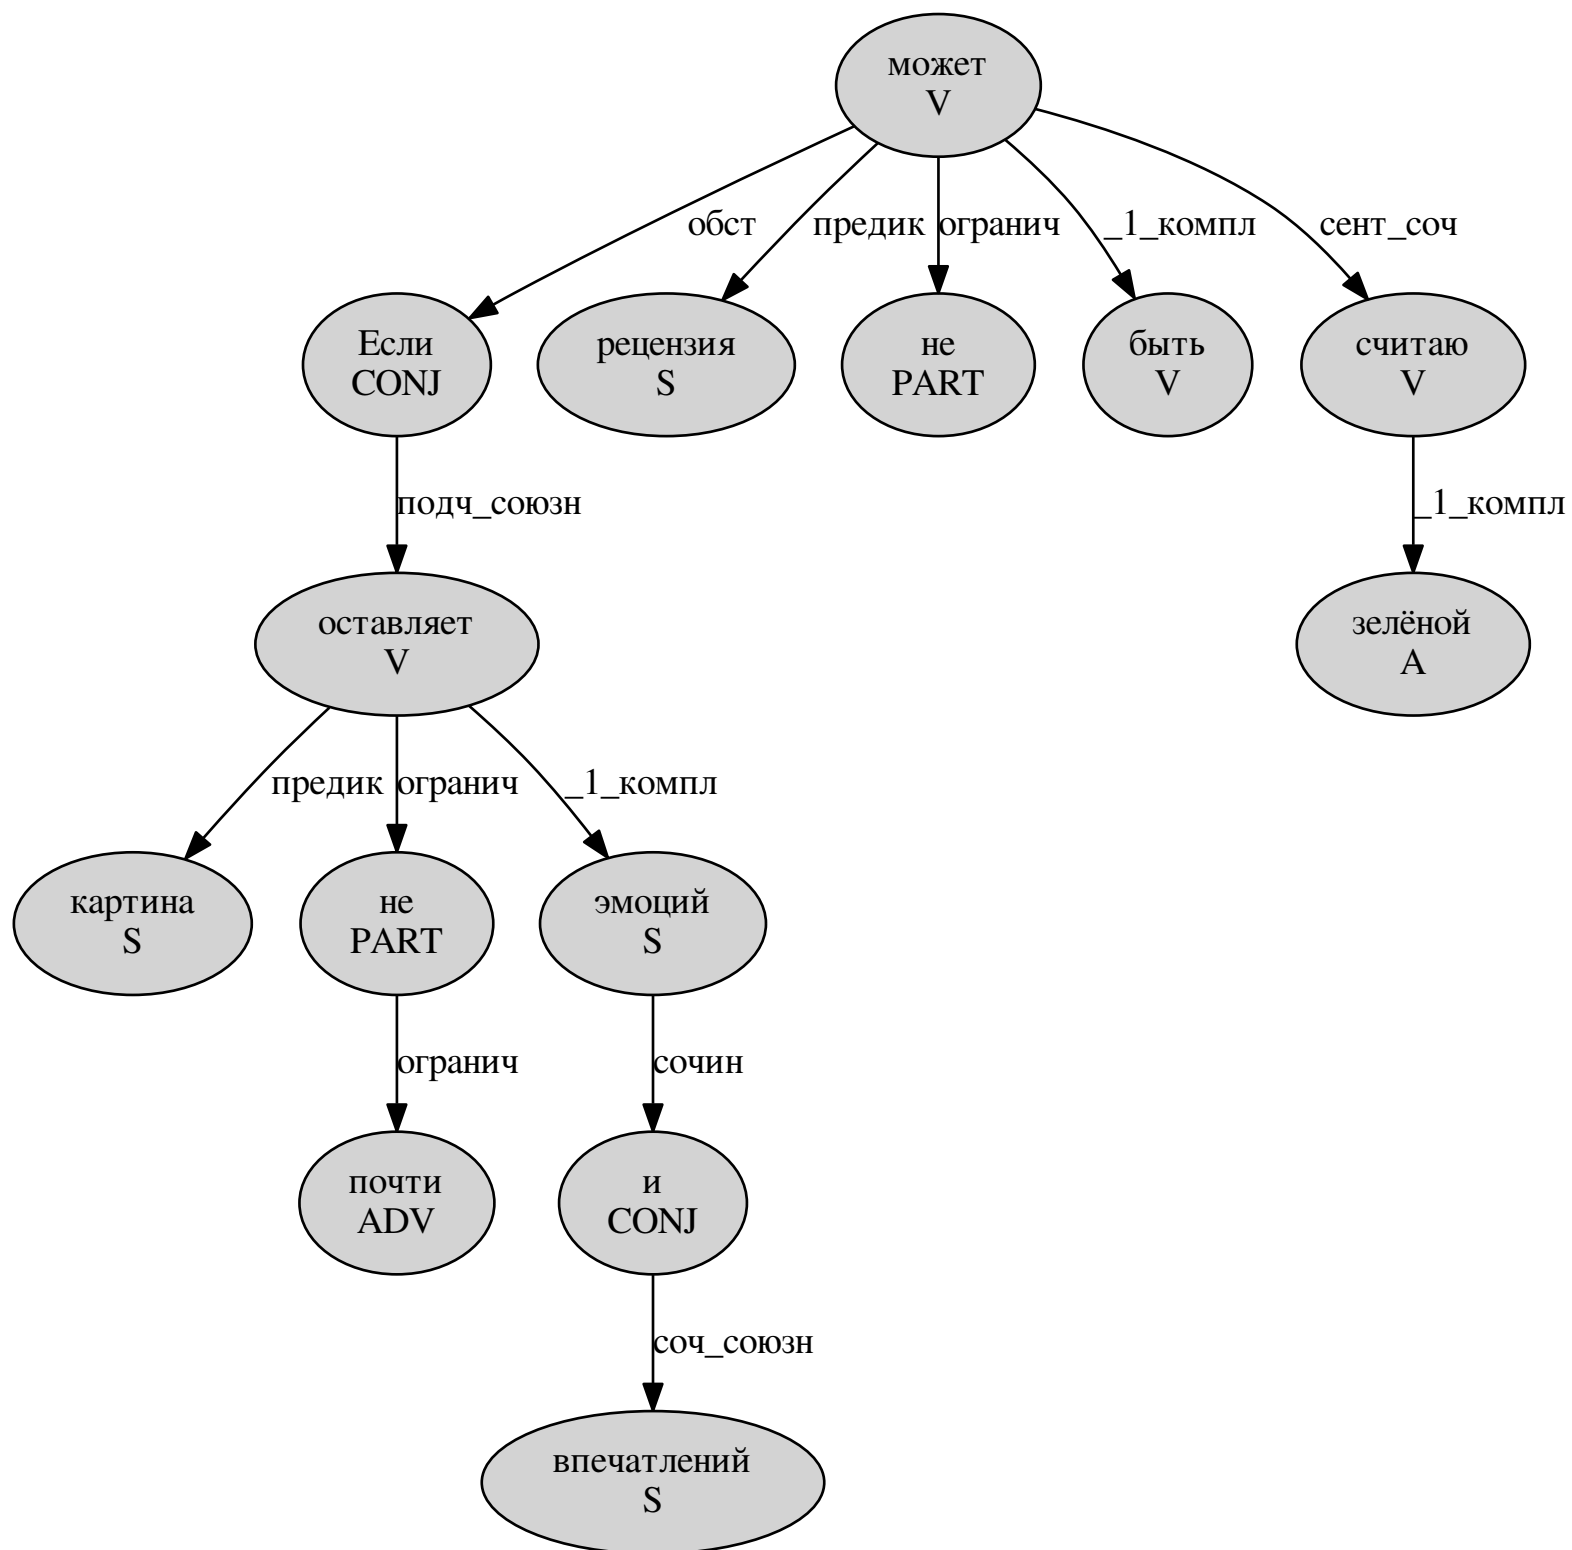 может
V
обст
предик
огранич
_1_компл
сент_соч
Если
CONJ
рецензия
S
не
PART
быть
V
считаю
V
подч_союзн
_1_компл
оставляет
V
зелёной
A
предик
огранич
_1_компл
картина
S
не
PART
эмоций
S
огранич
сочин
почти
ADV
и
CONJ
соч_союзн
впечатлений
S